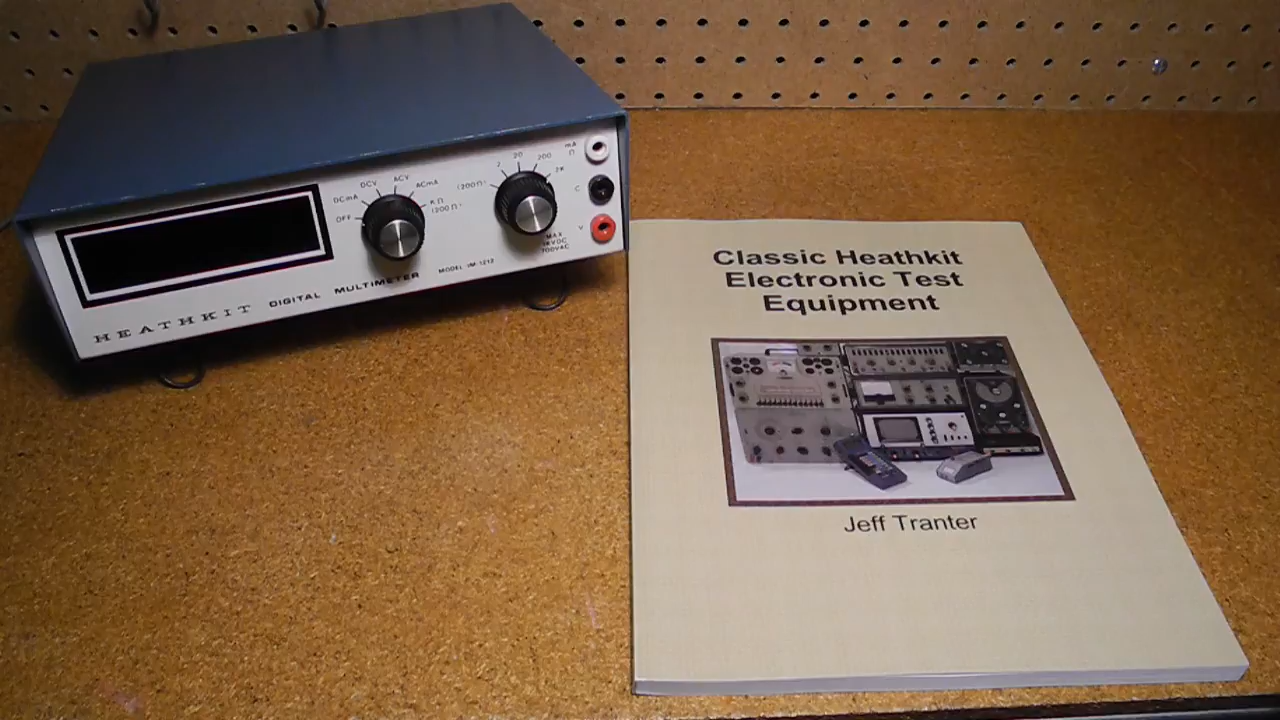 mA
Ω
2 20 200 2K
(200Ω)
C
V
MAX
1KVDC
700VAC
OFF DCmA DCV ACV ACmA KΩ
(200Ω)
HEATHKIT DIGITAL MULTIMETER MODEL-IM-1212
Classic Heathkit
Electronic Test
Equipment
Jeff Tranter